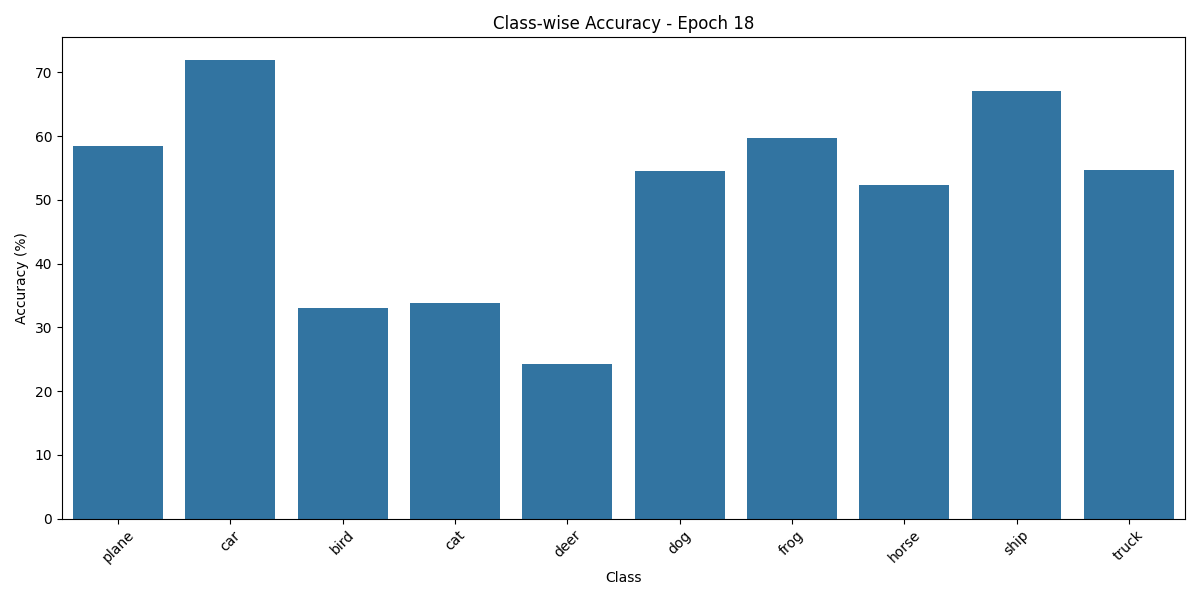 Class-wise Accuracy - Epoch 18
Accuracy (%)
70
60
50
40
30
20
10
0
plane
car
bird
cat
deer
dog
frog
horse
ship
truck
Class